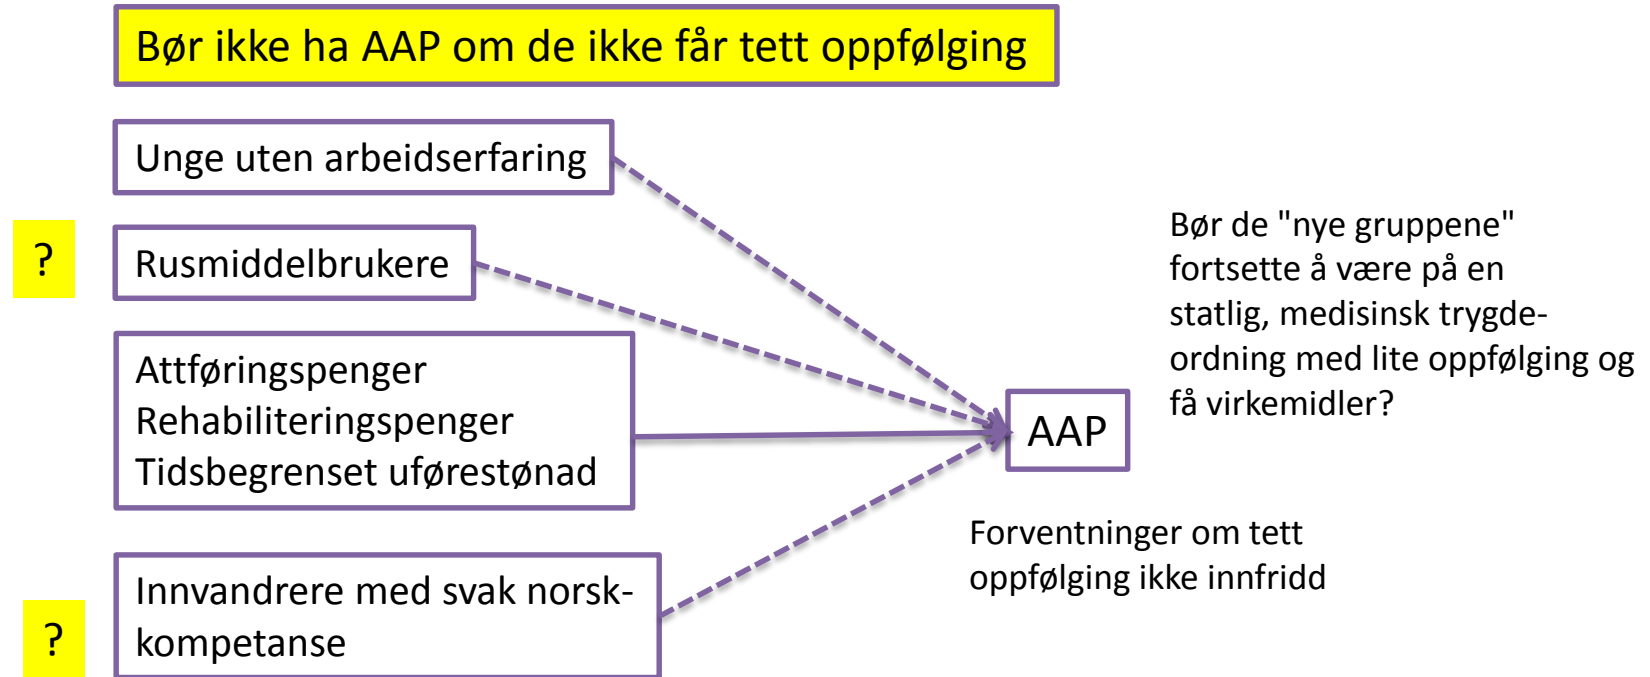 Bør ikke ha AAP om de ikke får tett oppfølging
Unge uten arbeidserfaring
?
Rusmiddelbrukere
Attføringspenger
Rehabiliteringspenger
Tidsbegrenset uførestønad
?
Innvandrere med svak norsk-
kompetanse
AAP
Bør de "nye gruppene"
fortsette å være på en
statlig, medisinsk trygde-
ordning med lite oppfølging og
få virkemidler?
Forventninger om tett
oppfølging ikke innfridd